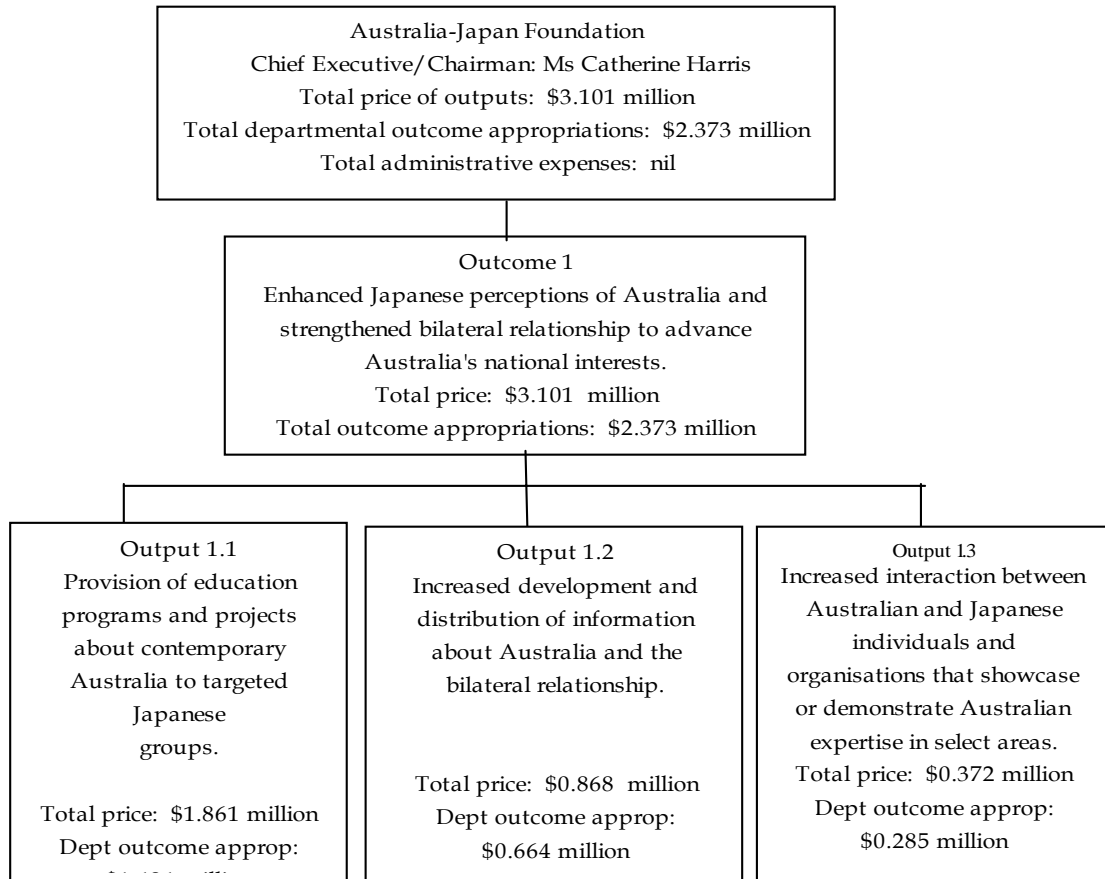 Australia-Japan Foundation
Chief Executive/Chairman: Ms Catherine Harris
Total price of outputs: $3.101 million
Total departmental outcome appropriations: $2.373 million
Total administrative expenses: nil
Outcome 1
Enhanced Japanese perceptions of Australia and
strengthened bilateral relationship to advance
Australia's national interests.
Total price: $3.101 million
Total outcome appropriations: $2.373 million
Output 1.1
Provision of education
programs and projects
about contemporary
Australia to targeted
Japanese
groups.
Total price: $1.861 million
Dept outcome approp:
Output 1.2
Increased development and
distribution of information
about Australia and the
bilateral relationship.
Total price: $0.868 million
Dept outcome approp:
$0.664 million
Output 1.3
Increased interaction between
Australian and Japanese
individuals and
organisations that showcase
or demonstrate Australian
expertise in select areas.
Total price: $0.372 million
Dept outcome approp:
$0.285 million